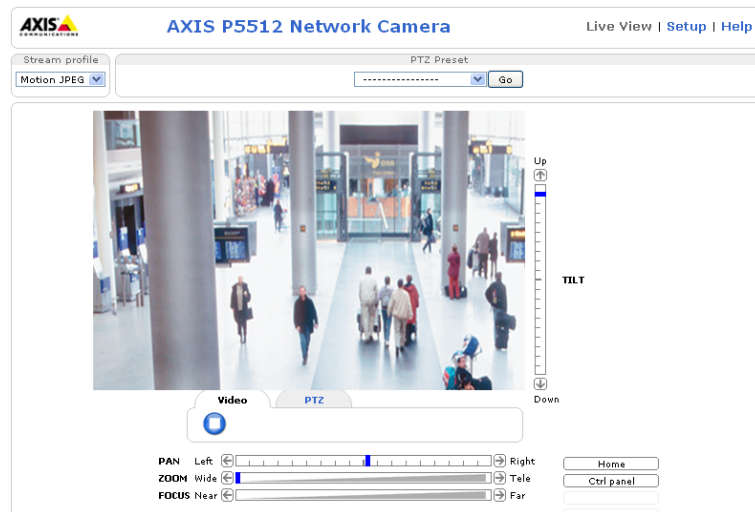 AXIS
COMMUNICATIONS
AXIS P5512 Network Camera
Live View | Setup | Help
Stream profile
PTZ Preset
Motion JPEG
----------------
Go
Up
TILT
Down
Video
PTZ
PAN Left Right
ZOOM Wide Tele
FOCUS Near Far
Home
Ctrl panel